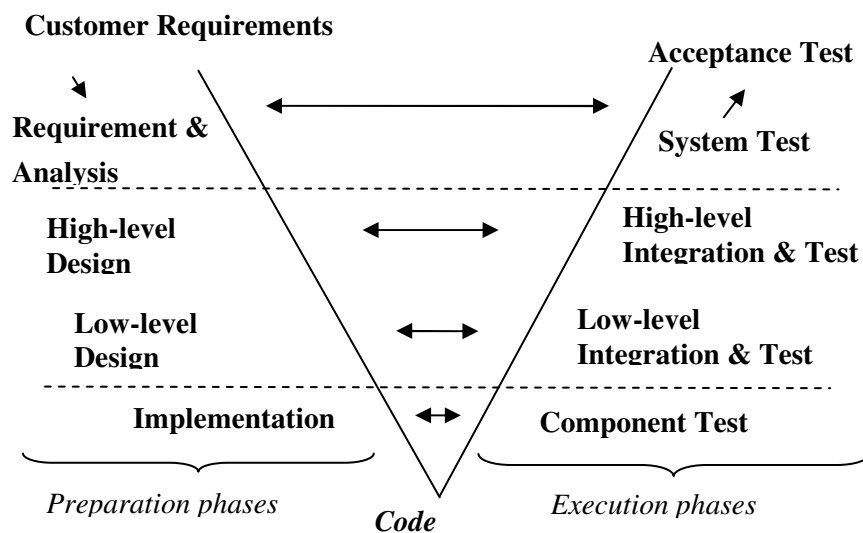 Customer Requirements
Acceptance Test
Requirement &
Analysis
System Test
High-level
Design
High-level
Integration & Test
Low-level
Design
Low-level
Integration & Test
Implementation
Component Test
Preparation phases
Code
Execution phases